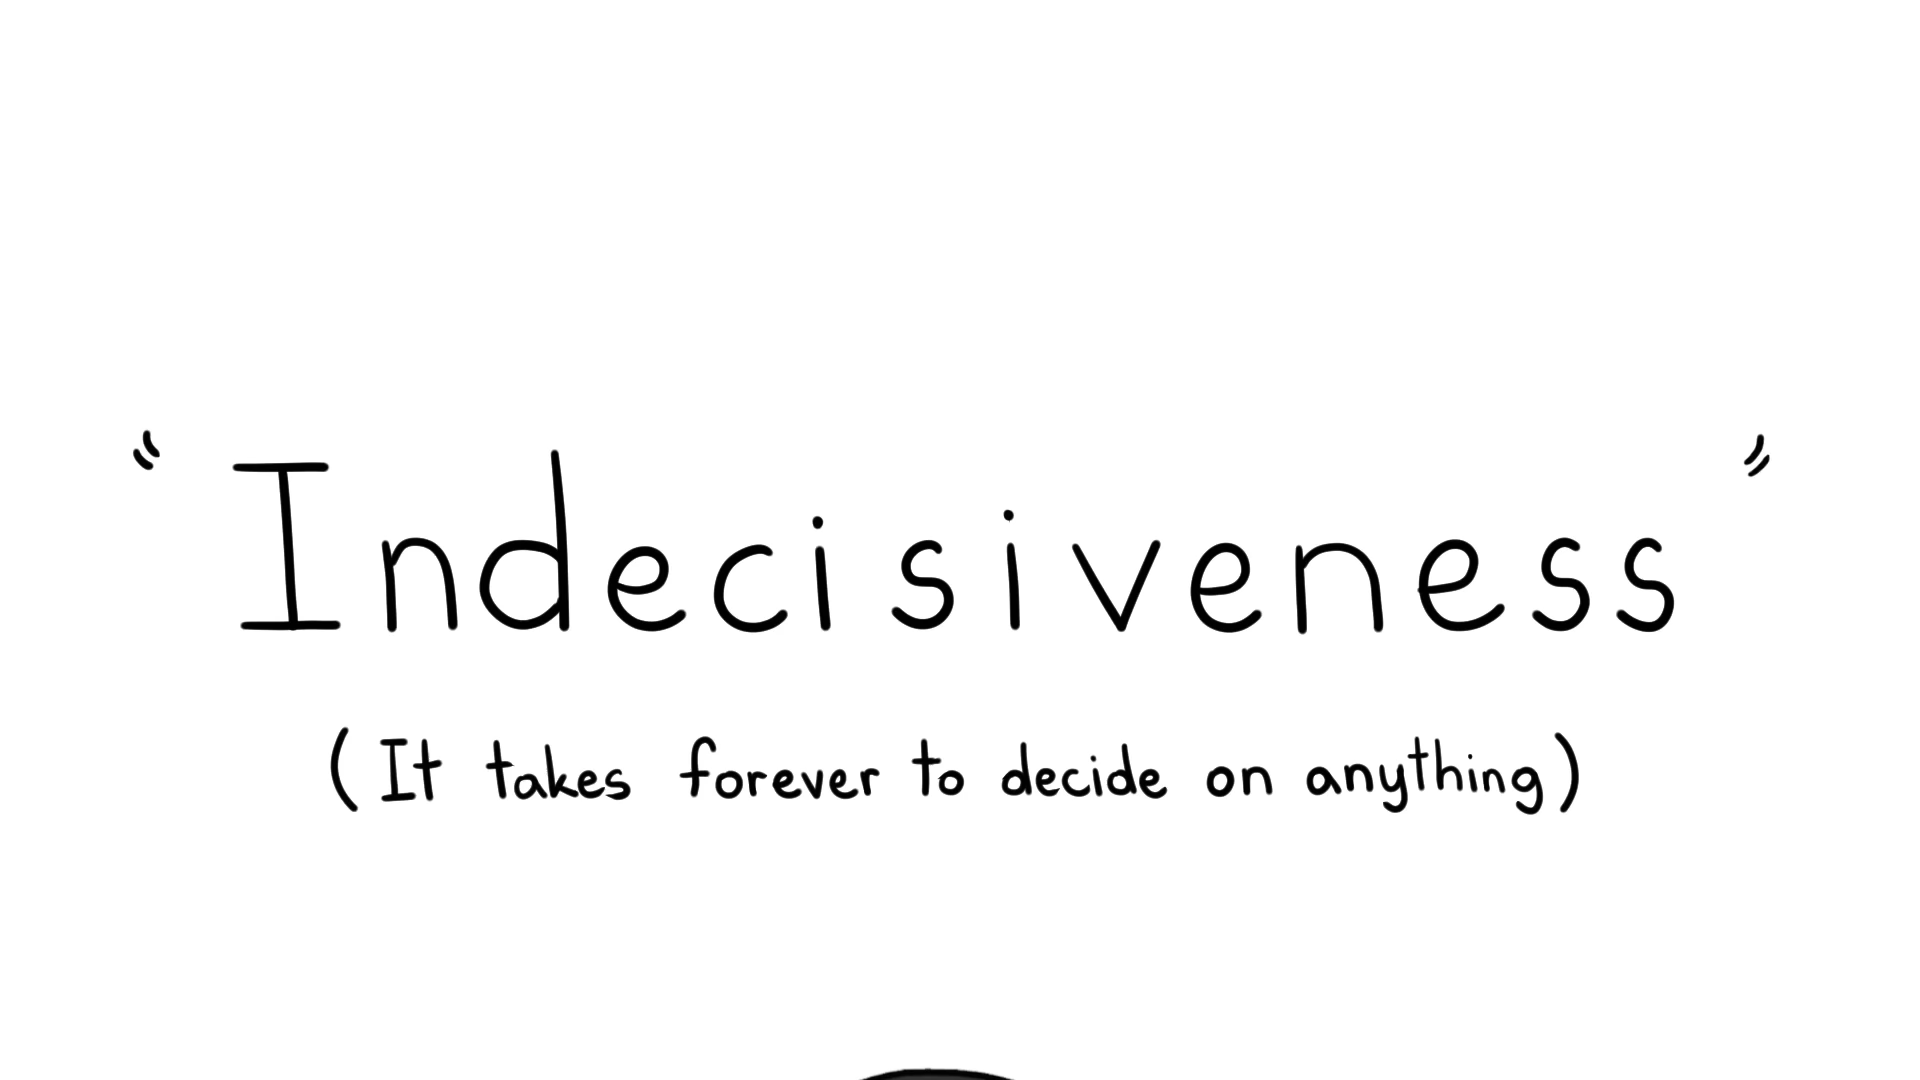 “Indecisiveness”
(It takes forever to decide on anything)